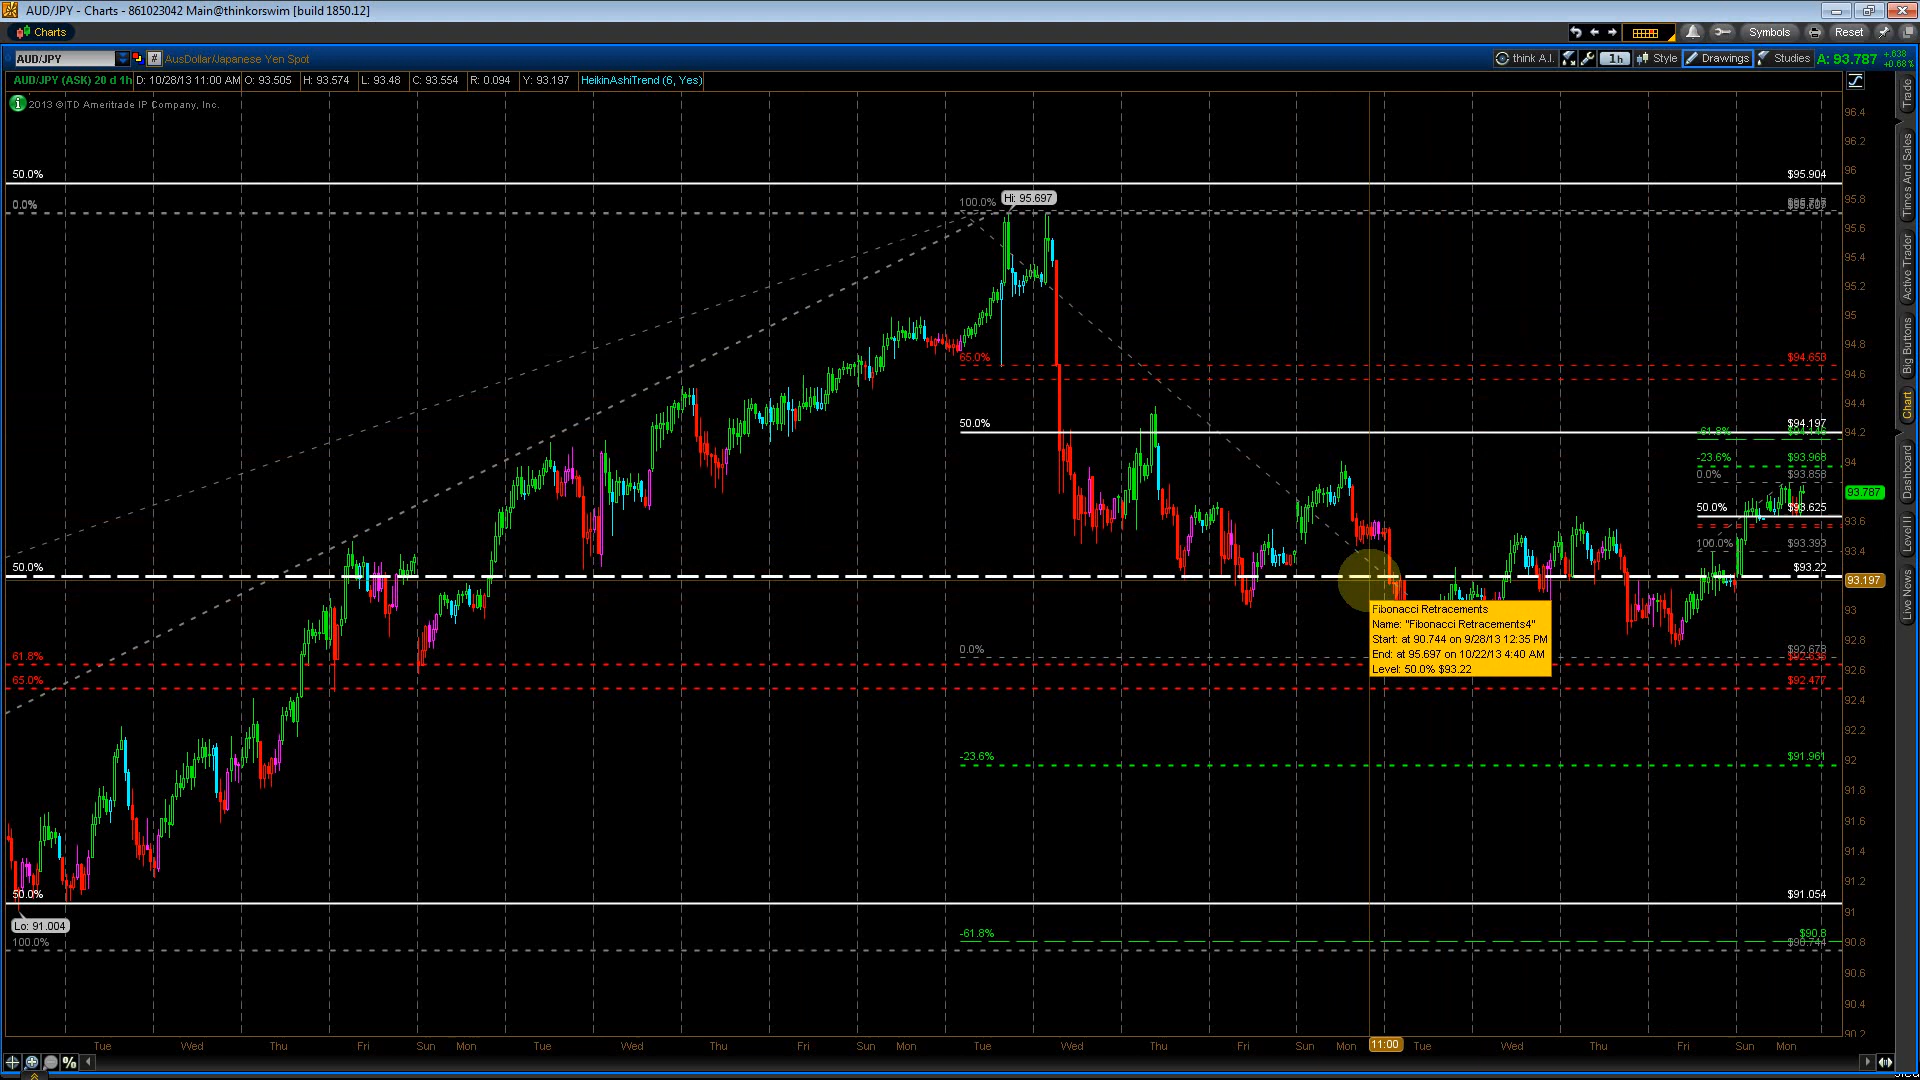 AUD/JPY - Charts - 861023042 Main@thinkorswim [build 1850.12]
Charts
Symbols
Reset
AUD/JPY
#
AusDollar/Japanese Yen Spot
think A.I.
1h
Style
Drawings
Studies
A: 93.787
+.638
+0.68%
AUD/JPY (ASK) 20 d 1h
D: 10/28/13 11:00 AM
O: 93.505
H: 93.574
L: 93.48
C: 93.554
R: 0.094
Y: 93.197
HeikinAshiTrend (6, Yes)
2013 © TD Ameritrade IP Company, Inc.
50.0%
$95.904
0.0%
100.0%
Hi: 95.697
65.0%
$94.658
50.0%
$94.197
-61.8%
-23.6%
$93.968
0.0%
$93.858
50.0%
$93.625
100.0%
$93.393
50.0%
$93.22
Fibonacci Retracements
Name: "Fibonacci Retracements4"
Start: at 90.744 on 9/28/13 12:35 PM
End: at 95.697 on 10/22/13 4:40 AM
Level: 50.0% $93.22
0.0%
$92.678
61.8%
65.0%
$92.477
-23.6%
$91.961
50.0%
$91.054
Lo: 91.004
100.0%
-61.8%
$90.8
$90.744
96.4
96.2
96
95.8
95.6
95.4
95.2
95
94.8
94.6
94.4
94.2
94
93.787
93.6
93.4
93.197
93
92.8
92.6
92.4
92.2
92
91.8
91.6
91.4
91.2
91
90.8
90.6
90.4
90.2
Tue Wed Thu Fri Sun Mon Tue Wed Thu Fri Sun Mon Tue Wed Thu Fri Sun Mon 11:00 Tue Wed Thu Fri Sun Mon
%
Trade
Times And Sales
Active Trader
Big Buttons
Chart
Dashboard
Level II
Live News